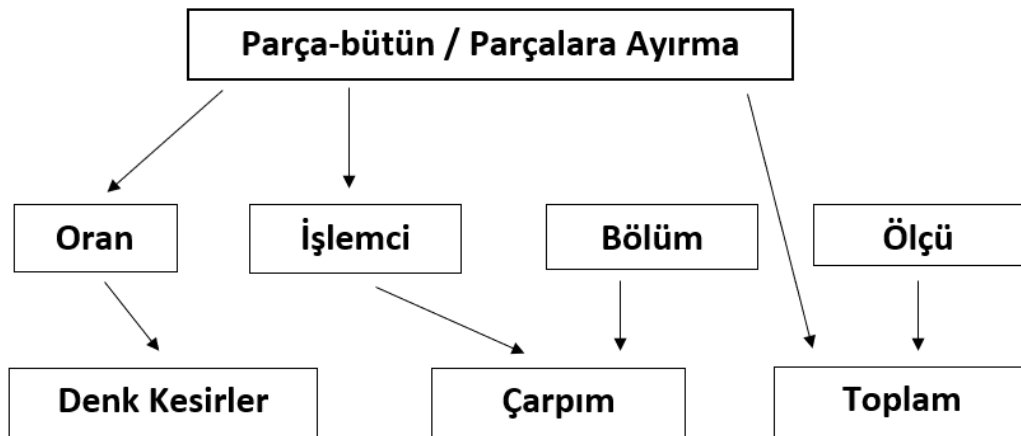 Parça-bütün / Parçalara Ayırma
Oran
İşlemci
Bölüm
Ölçü
Denk Kesirler
Çarpım
Toplam